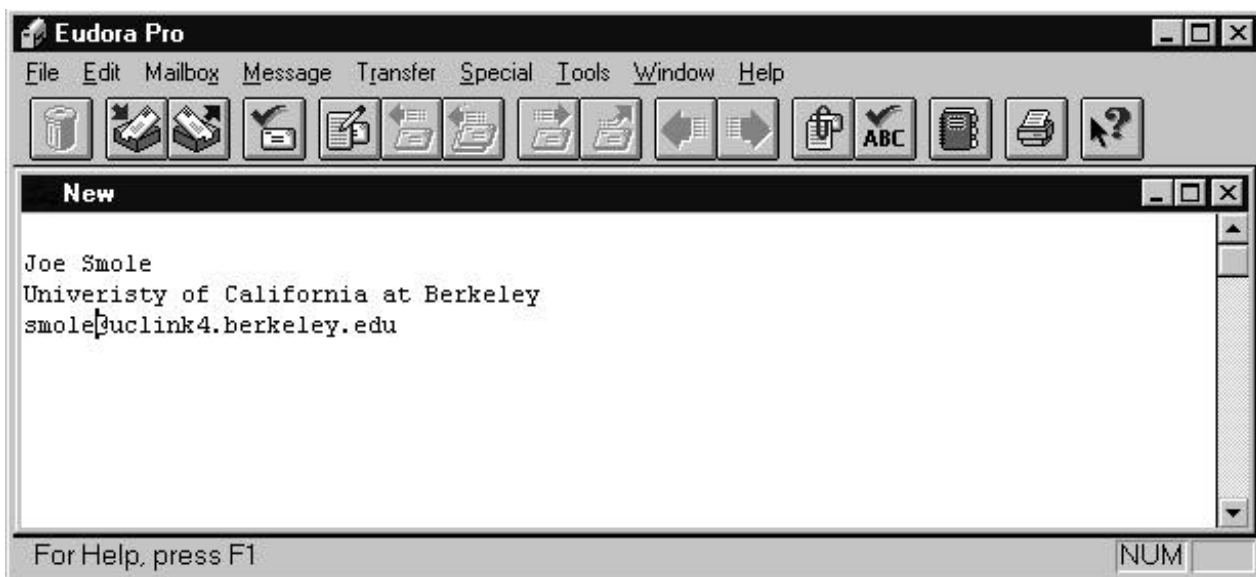 Eudora Pro
File Edit Mailbox Message Transfer Special Tools Window Help
ABC
New
Joe Smole
Univeristy of California at Berkeley
smole@uclink4.berkeley.edu
For Help, press F1
NUM